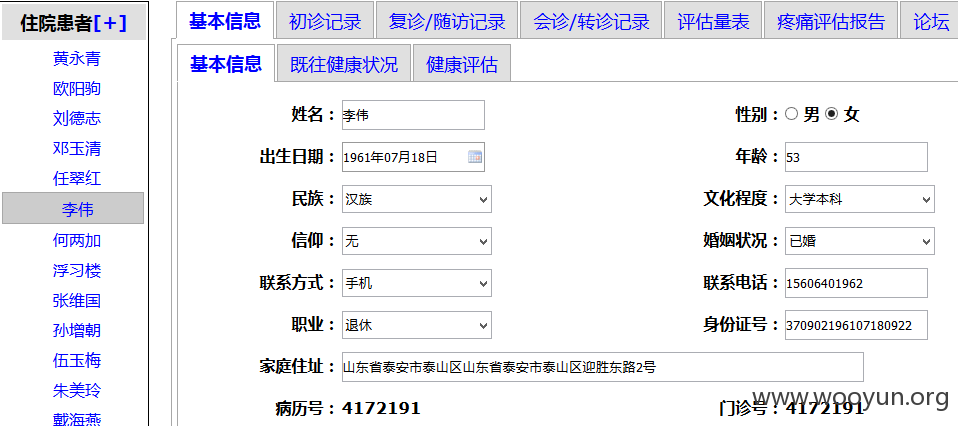 住院患者[+]
黄永青
欧阳驹
刘德志
邓玉清
任翠红
李伟
何两加
浮习楼
张维国
孙增朝
伍玉梅
朱美玲
戴海燕
基本信息 初诊记录 复诊/随访记录 会诊/转诊记录 评估量表 疼痛评估报告 论坛
基本信息 既往健康状况 健康评估
姓名： 李伟 性别： 男 女
出生日期： 1961年07月18日 年龄： 53
民族： 汉族 文化程度： 大学本科
信仰： 无 婚姻状况： 已婚
联系方式： 手机 联系电话： 15606401962
职业： 退休 身份证号： 370902196107180922
家庭住址： 山东省泰安市泰山区山东省泰安市泰山区迎胜东路2号
病历号： 4172191 门诊号： 4172191
www.wooyun.org